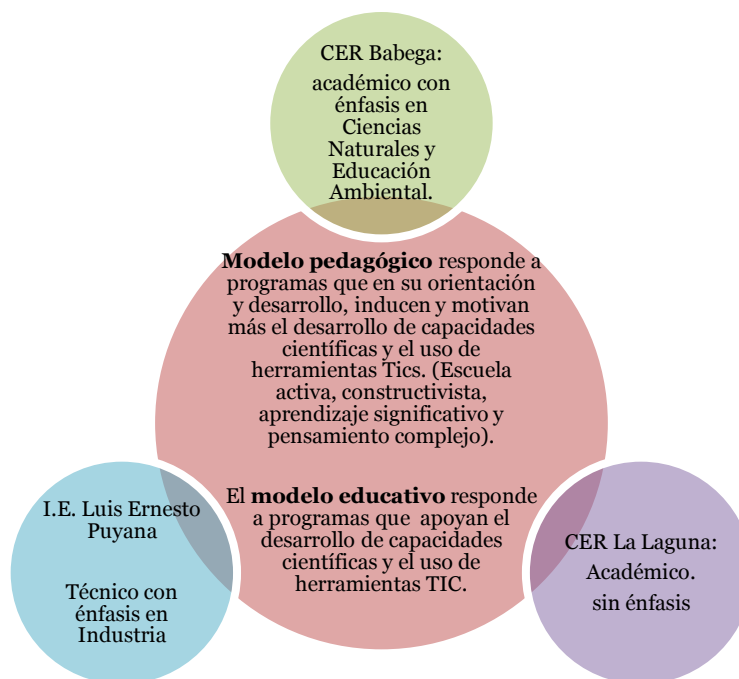 CER Babega:
académico con
énfasis en
Ciencias
Naturales y
Educación
Ambiental.
Modelo pedagógico responde a
programas que en su orientación
y desarrollo, inducen y motivan
más el desarrollo de capacidades
científicas y el uso de
herramientas Tics. (Escuela
activa, constructivista,
aprendizaje significativo y
pensamiento complejo).
El modelo educativo responde
a programas que apoyan el
desarrollo de capacidades
científicas y el uso de
herramientas TIC.
I.E. Luis Ernesto
Puyana
Técnico con
énfasis en
Industria
CER La Laguna:
Académico.
sin énfasis